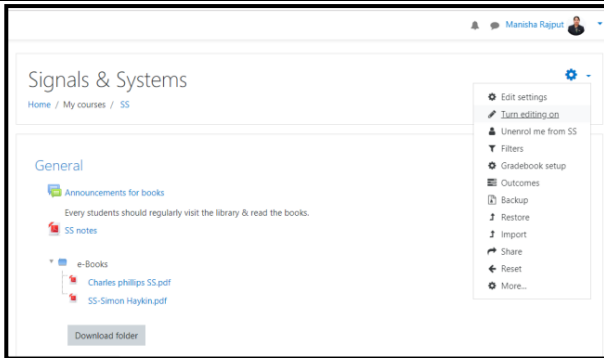 Manisha Rajput
Signals & Systems
Home / My courses / SS
Edit settings
Turn editing on
Unenrol me from SS
Filters
Gradebook setup
Outcomes
Backup
Restore
Import
Share
Reset
More...
General
Announcements for books
Every students should regularly visit the library & read the books.
SS notes
e-Books
Charles phillips SS.pdf
SS-Simon Haykin.pdf
Download folder